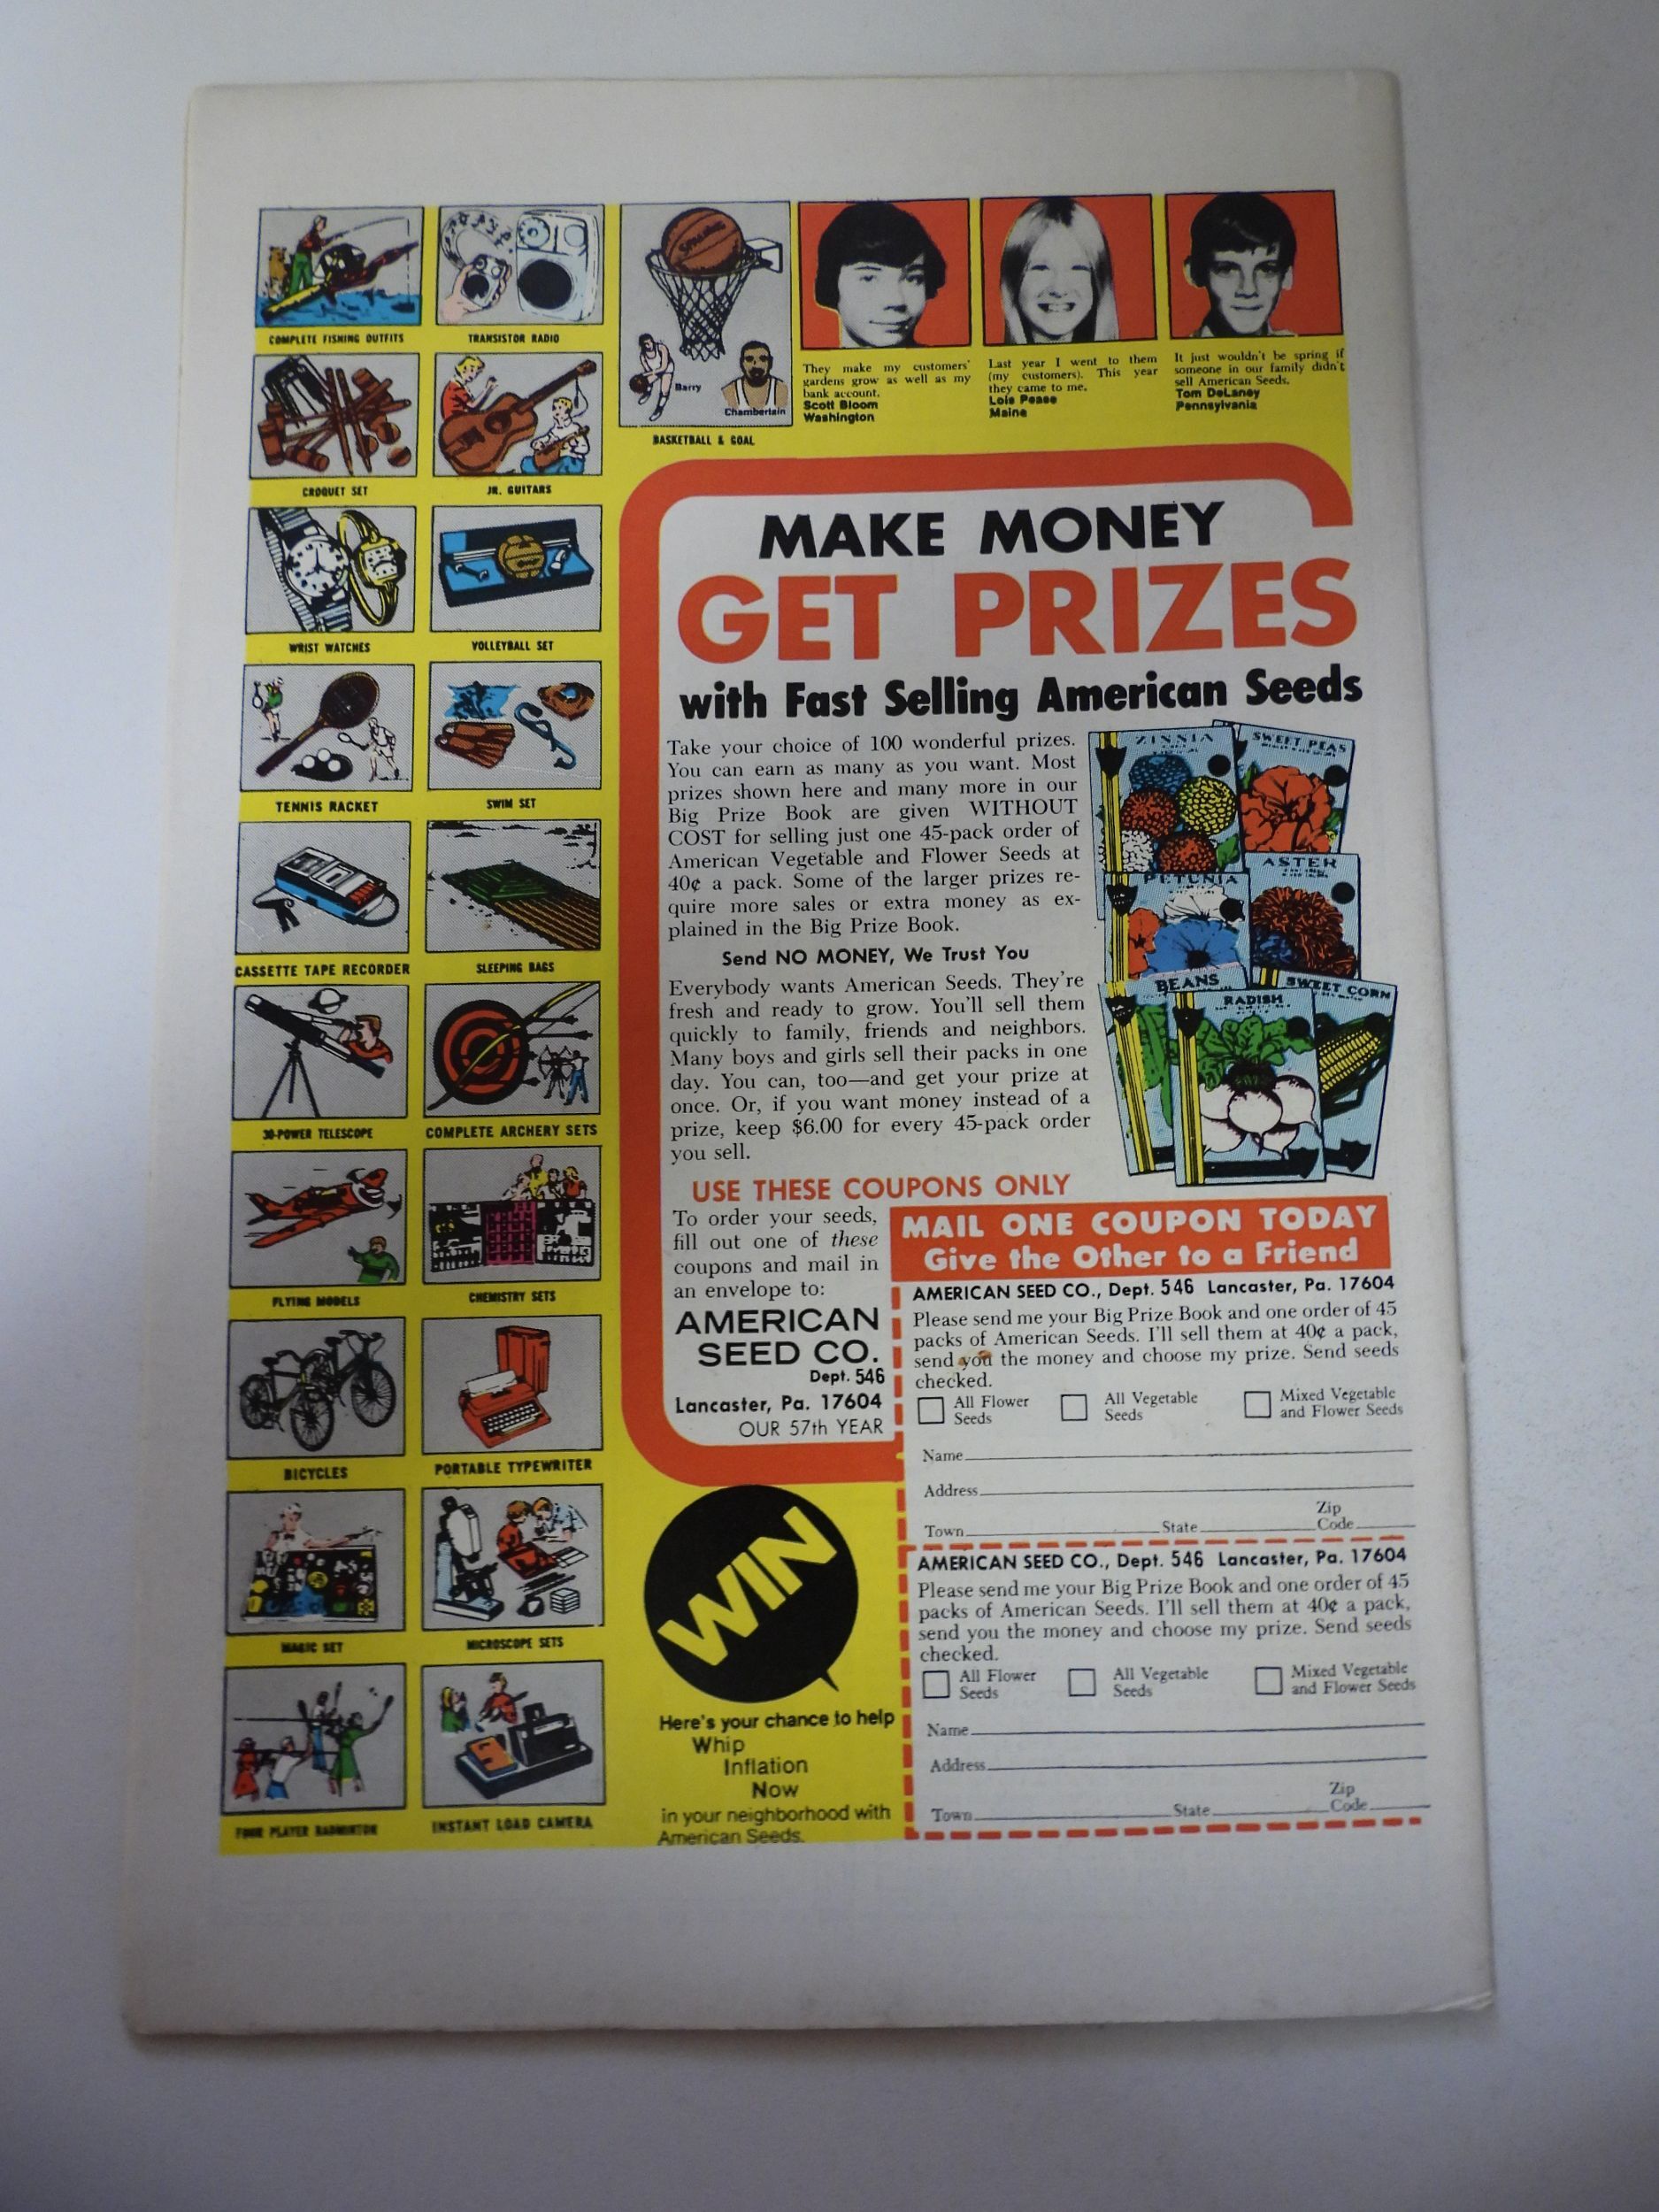 COMPLETE FISHING OUTFITS
TRANSISTOR RADIO
CROQUET SET
JR. GUITARS
WRIST WATCHES
VOLLEYBALL SET
TENNIS RACKET
SWIM SET
CASSETTE TAPE RECORDER
SLEEPING BAGS
30-POWER TELESCOPE
COMPLETE ARCHERY SETS
FLYING MODELS
CHEMISTRY SETS
BICYCLES
PORTABLE TYPEWRITER
MAGIC SET
MICROSCOPE SETS
FOUR PLAYER BADMINTON
INSTANT LOAD CAMERA
SPALDING
Barry
Chamberlain
BASKETBALL & GOAL
They make my customers'
gardens grow as well as my
bank account.
Scott Bloom
Washington
Last year I went to them
(my customers). This year
they came to me.
Lois Pease
Maine
It just wouldn't be spring if
someone in our family didn't
sell American Seeds.
Tom DeLaney
Pennsylvania
MAKE MONEY
GET PRIZES
with Fast Selling American Seeds
Take your choice of 100 wonderful prizes.
You can earn as many as you want. Most
prizes shown here and many more in our
Big Prize Book are given WITHOUT
COST for selling just one 45-pack order of
American Vegetable and Flower Seeds at
40¢ a pack. Some of the larger prizes re-
quire more sales or extra money as ex-
plained in the Big Prize Book.
Send NO MONEY, We Trust You
Everybody wants American Seeds. They're
fresh and ready to grow. You'll sell them
quickly to family, friends and neighbors.
Many boys and girls sell their packs in one
day. You can, too—and get your prize at
once. Or, if you want money instead of a
prize, keep $6.00 for every 45-pack order
you sell.
ZINNIA
SWEET PEAS
PETUNIA
ASTER
BEANS
RADISH
SWEET CORN
USE THESE COUPONS ONLY
To order your seeds,
fill out one of these
coupons and mail in
an envelope to:
AMERICAN
SEED CO.
Dept. 546
Lancaster, Pa. 17604
OUR 57th YEAR
MAIL ONE COUPON TODAY
Give the Other to a Friend
AMERICAN SEED CO., Dept. 546 Lancaster, Pa. 17604
Please send me your Big Prize Book and one order of 45
packs of American Seeds. I'll sell them at 40¢ a pack,
send you the money and choose my prize. Send seeds
checked.
All Flower
Seeds
All Vegetable
Seeds
Mixed Vegetable
and Flower Seeds
Name
Address
Town State Zip
Code
AMERICAN SEED CO., Dept. 546 Lancaster, Pa. 17604
Please send me your Big Prize Book and one order of 45
packs of American Seeds. I'll sell them at 40¢ a pack,
send you the money and choose my prize. Send seeds
checked.
All Flower
Seeds
All Vegetable
Seeds
Mixed Vegetable
and Flower Seeds
Name
Address
Town State Zip
Code
WIN
Here's your chance to help
Whip
Inflation
Now
in your neighborhood with
American Seeds.